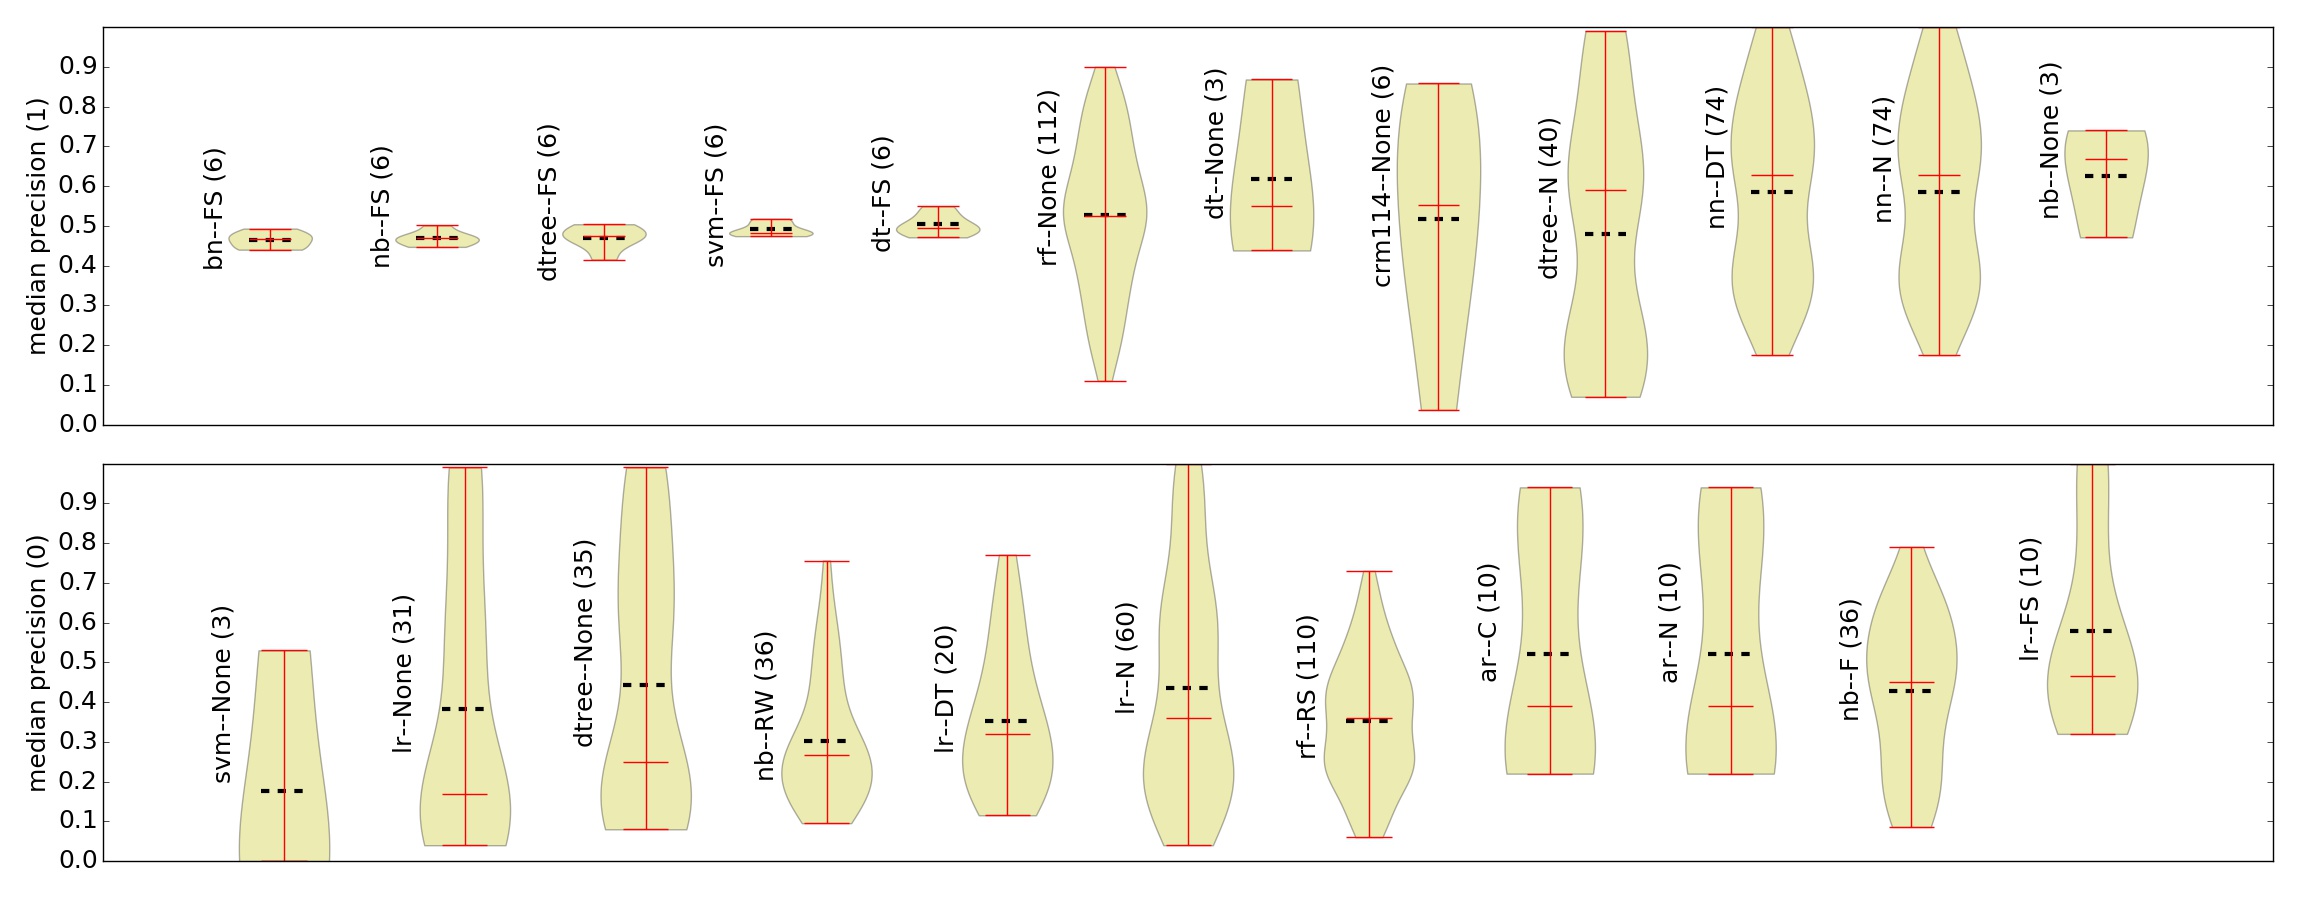 median precision (1)
0.9
0.8
0.7
0.6
0.5
0.4
0.3
0.2
0.1
0.0
bn--FS (6)
nb--FS (6)
dtree--FS (6)
svm--FS (6)
dt--FS (6)
rf--None (112)
dt--None (3)
crm114--None (6)
dtree--N (40)
nn--DT (74)
nn--N (74)
nb--None (3)
median precision (0)
0.9
0.8
0.7
0.6
0.5
0.4
0.3
0.2
0.1
0.0
svm--None (3)
lr--None (31)
dtree--None (35)
nb--RW (36)
lr--DT (20)
lr--N (60)
rf--RS (110)
ar--C (10)
ar--N (10)
nb--F (36)
lr--FS (10)